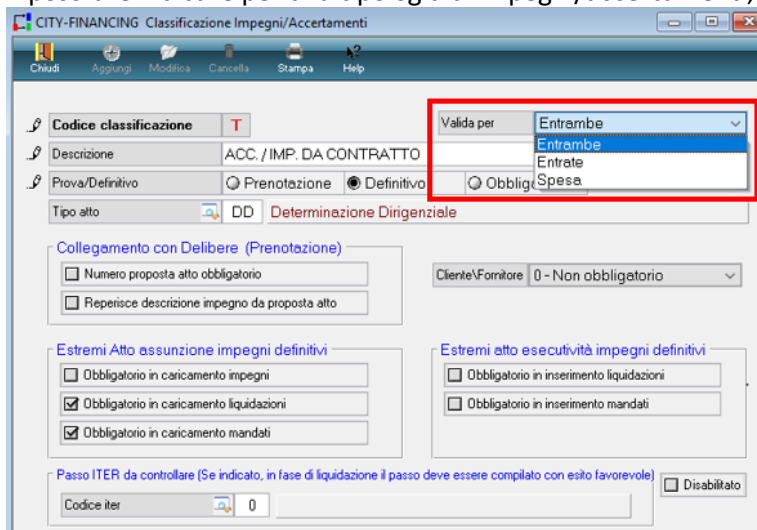 CITY-FINANCING Classificazione Impegni/Accertamenti
Chiudi Aggiungi Modifica Cancella Stampa Help
Codice classificazione T Valida per Entrambe
Entrambe
Descrizione ACC. / IMP. DA CONTRATTO Entrate
Prova/Definitivo Prenotazione Definitivo Obblig Spesa
Tipo atto DD Determinazione Dirigenziale
Collegamento con Delibere (Prenotazione)
Numero proposta atto obbligatorio Cliente\Fornitore 0 - Non obbligatorio
Reperisce descrizione impegno da proposta atto
Estremi Atto assunzione impegni definitivi Estremi atto esecutività impegni definitivi
Obbligatorio in caricamento impegni Obbligatorio in inserimento liquidazioni
Obbligatorio in caricamento liquidazioni Obbligatorio in inserimento mandati
Obbligatorio in caricamento mandati
Passo ITER da controllare (Se indicato, in fase di liquidazione il passo deve essere compilato con esito favorevole) Disabilitato
Codice iter 0